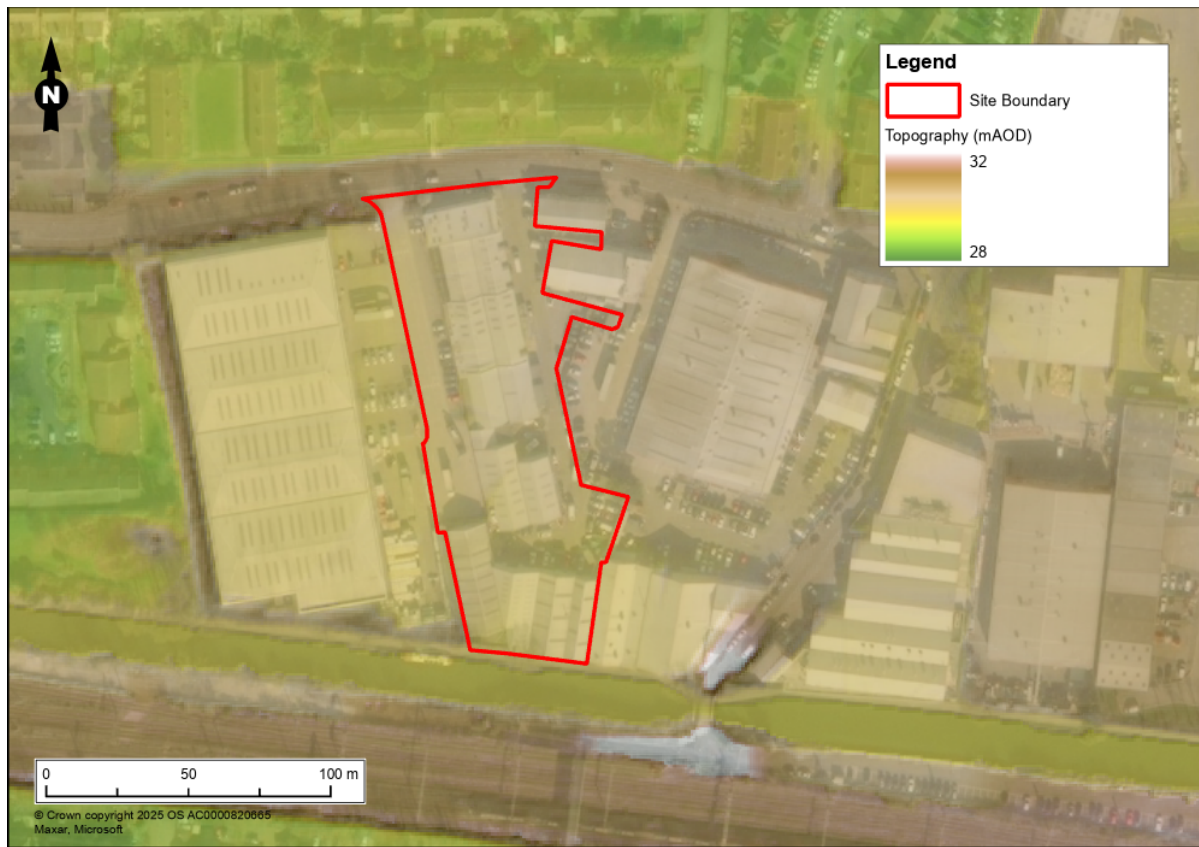 N
Legend
Site Boundary
Topography (mAOD)
32
28
0 50 100 m
© Crown copyright 2025 OS AC0000820665
Maxar, Microsoft